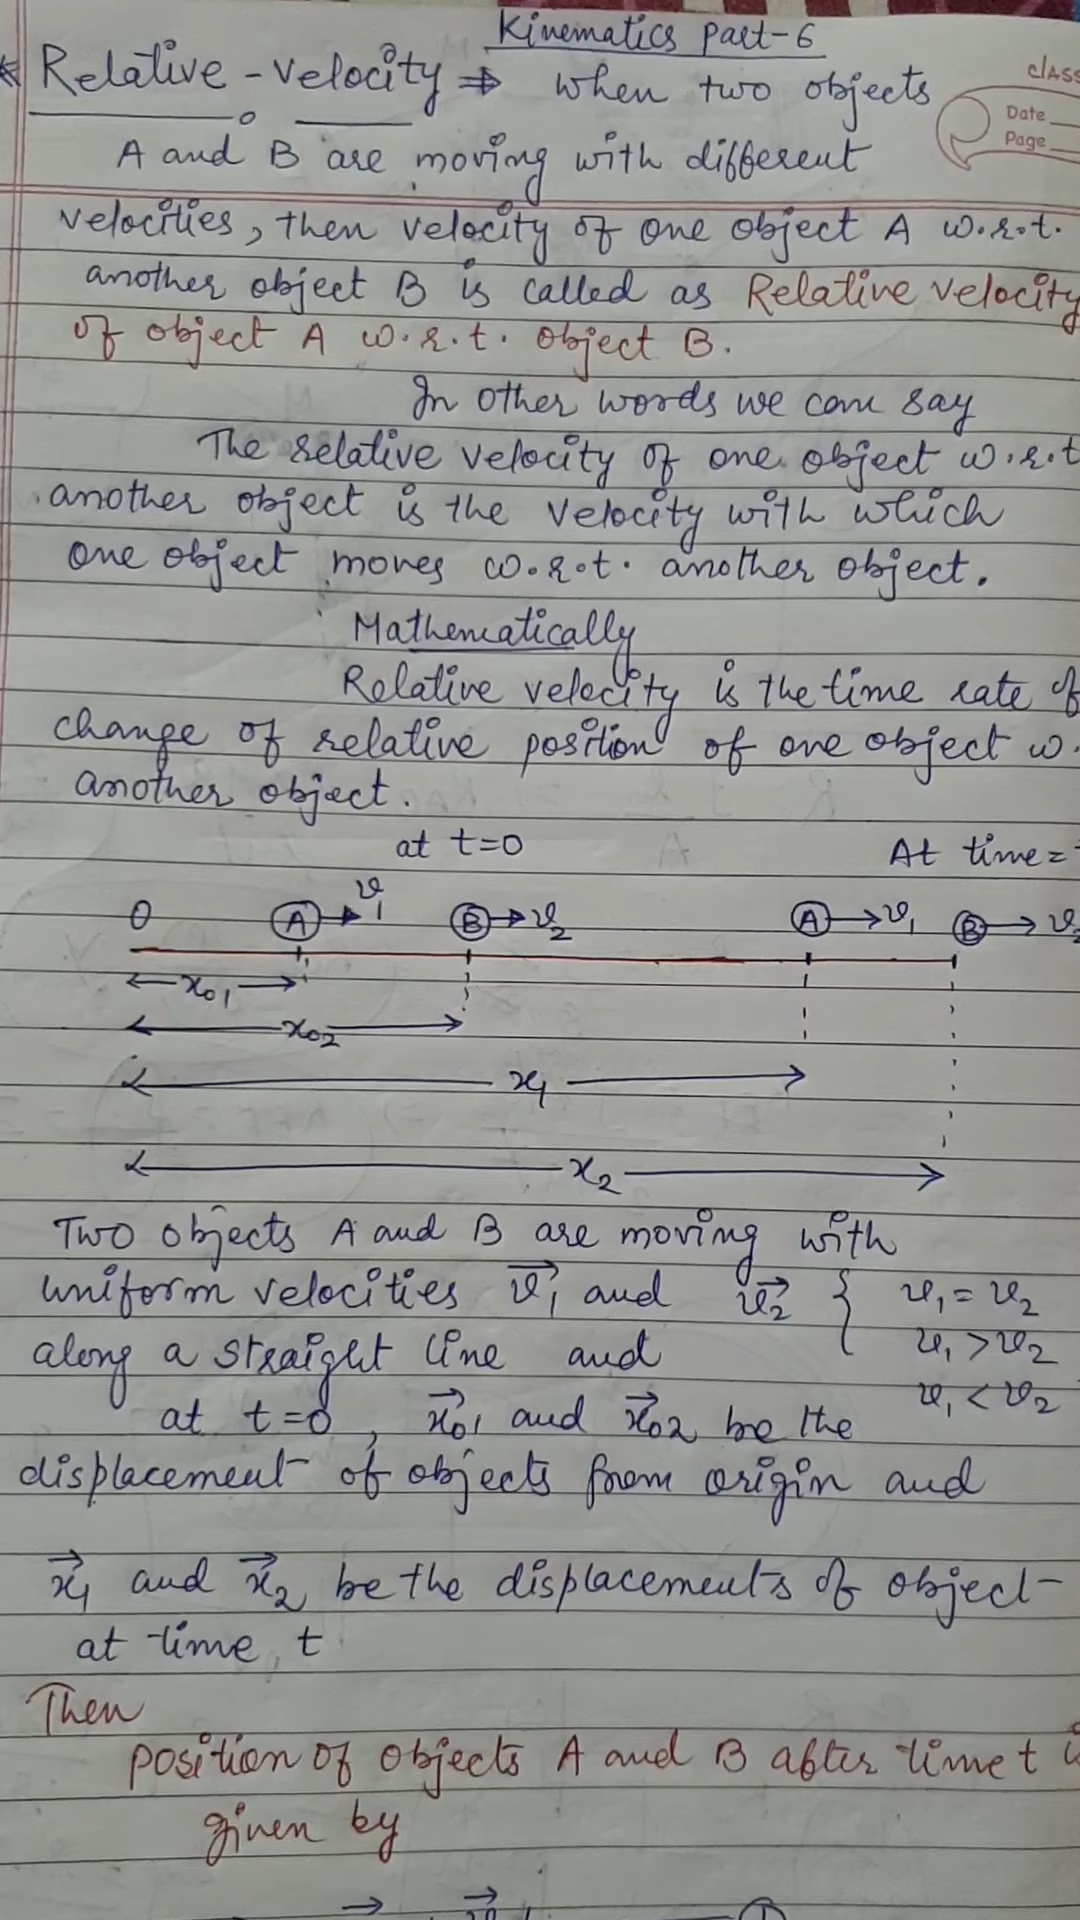 Kinematics part-6
Relative-velocity ⇒ when two objects
class
Date
Page
A and B are moving with different
velocities, then velocity of one object A w.r.t.
another object B is called as Relative velocity
of object A w.r.t. object B.
In other words we can say
The relative velocity of one object w.r.t
another object is the velocity with which
one object moves w.r.t. another object.
Mathematically
Relative velocity is the time rate of
change of relative position of one object w.
another object.
at t=0 At time =
O A → v₁ B → v₂ A → v₁ B → v₂
x₀₁
x₀₂
x₁
x₂
Two objects A and B are moving with
uniform velocities v⃗₁ and v⃗₂ { v₁ = v₂
along a straight line and v₁ > v₂
v₁ < v₂
at t=0, x⃗₀₁ and x⃗₀₂ be the
displacement of objects from origin and
x⃗₁ and x⃗₂ be the displacements of object
at time, t
Then
position of objects A and B after time t
given by